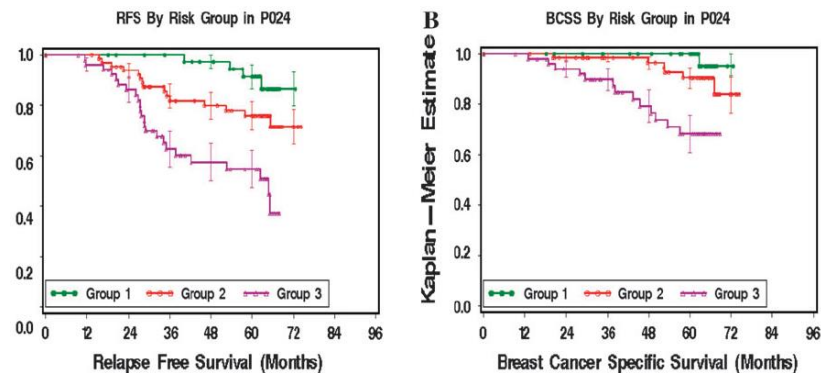 RFS By Risk Group in P024
1.0
0.8
0.6
0.4
0.2
0.0
Group 1 Group 2 Group 3
0 12 24 36 48 60 72 84 96
Relapse Free Survival (Months)
B
BCSS By Risk Group in P024
Kaplan—Meier Estimate
1.0
0.8
0.6
0.4
0.2
0.0
Group 1 Group 2 Group 3
0 12 24 36 48 60 72 84 96
Breast Cancer Specific Survival (Months)